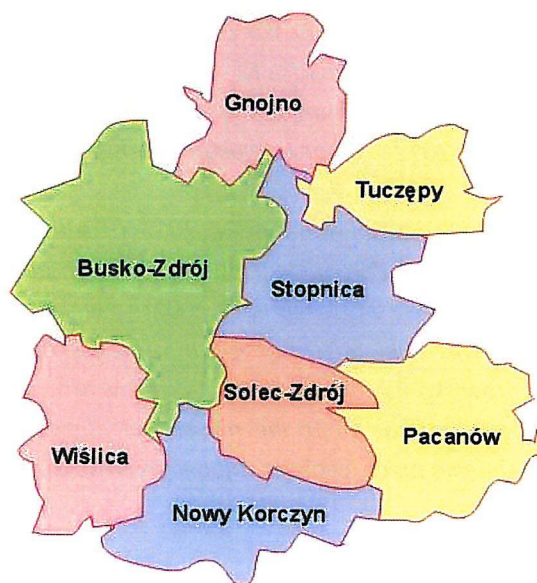 Gnojno
Tuczępy
Busko-Zdrój
Stopnica
Solec-Zdrój
Pacanów
Wiślica
Nowy Korczyn